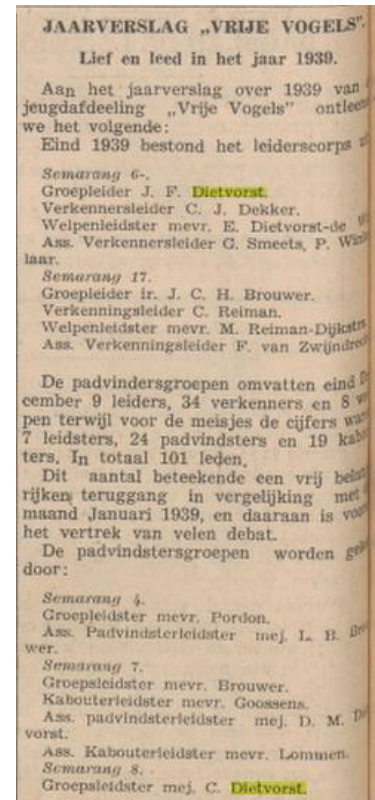 JAARVERSLAG „VRIJE VOGELS".
Lief en leed in het jaar 1939.
Aan het jaarverslag over 1939 van
jeugdafdeeling „Vrije Vogels"
we het volgende:
Eind 1939 bestond het leiderscorps
Semarang 6-.
Groepleider J. F. Dietvorst.
Verkennersleider C. J. Dekker.
Welpenleidster mevr. E. Dietvorst-de
Ass. Verkennersleider G. Smeets, P.
laar.
Semarang 17.
Groepleider ir. J. C. H. Brouwer.
Verkenningsleider C. Reiman.
Welpenleidster mevr. M. Reiman-Dijkstra.
Ass. Verkenningsleider F. van
De padvindersgroepen omvatten eind
cember 9 leiders, 34 verkenners en 8
pen terwijl voor de meisjes de cijfers
7 leidsters, 24 padvindsters en 19
ters. In totaal 101 leden.
Dit aantal beteekende een vrij
rijken teruggang in vergelijking met
maand Januari 1939, en daaraan is
het vertrek van velen debat.
De padvindstersgroepen worden
door:
Semarang 4.
Groepleidster mevr. Pordon.
Ass. Padvindsterleidster mej. L. B.
wer.
Semarang 7.
Groepsleidster mevr. Brouwer.
Kabouterleidster mevr. Goossens.
Ass. padvindsterleidster mej. D. M.
vorst.
Ass. Kabouterleidster mevr. Lommen.
Semarang 8.
Groepsleidster mej. C. Dietvorst.